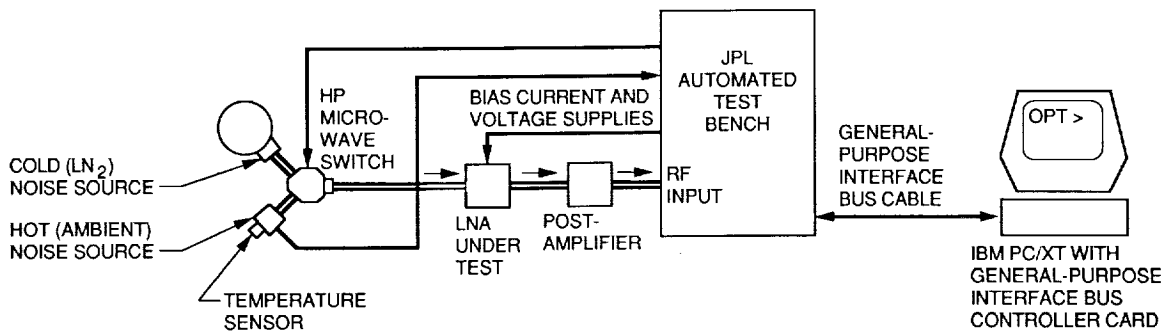 JPL
AUTOMATED
TEST
BENCH
HP
MICRO-
WAVE
SWITCH
BIAS CURRENT AND
VOLTAGE SUPPLIES
GENERAL-
PURPOSE
INTERFACE
BUS CABLE
OPT >
COLD (LN2)
NOISE SOURCE
RF
INPUT
HOT (AMBIENT)
NOISE SOURCE
LNA
UNDER
TEST
POST-
AMPLIFIER
TEMPERATURE
SENSOR
IBM PC/XT WITH
GENERAL-PURPOSE
INTERFACE BUS
CONTROLLER CARD